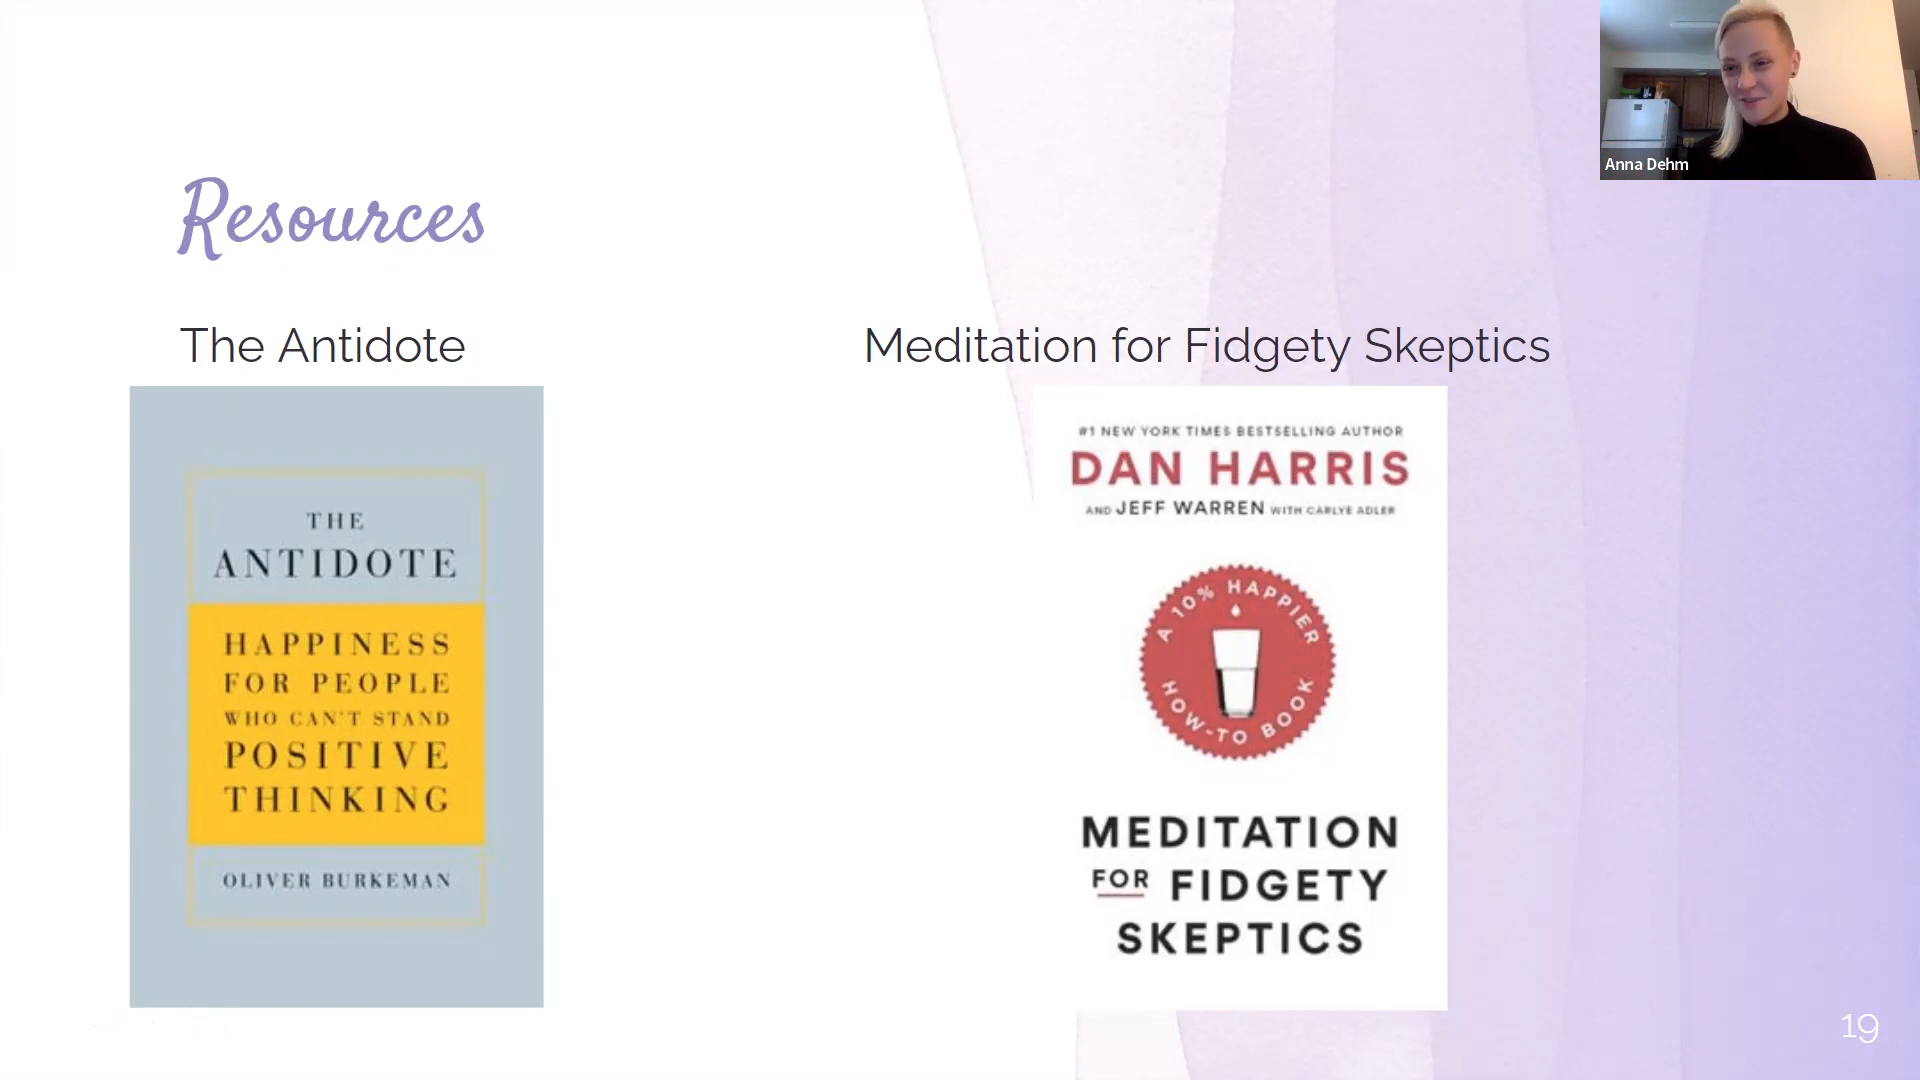 Anna Dehm
Resources
The Antidote
THE
ANTIDOTE
HAPPINESS
FOR PEOPLE
WHO CAN'T STAND
POSITIVE
THINKING
OLIVER BURKEMAN
Meditation for Fidgety Skeptics
#1 NEW YORK TIMES BESTSELLING AUTHOR
DAN HARRIS
AND JEFF WARREN WITH CARLYE ADLER
A 10% HAPPIER
HOW-TO BOOK
MEDITATION
FOR FIDGETY
SKEPTICS
19